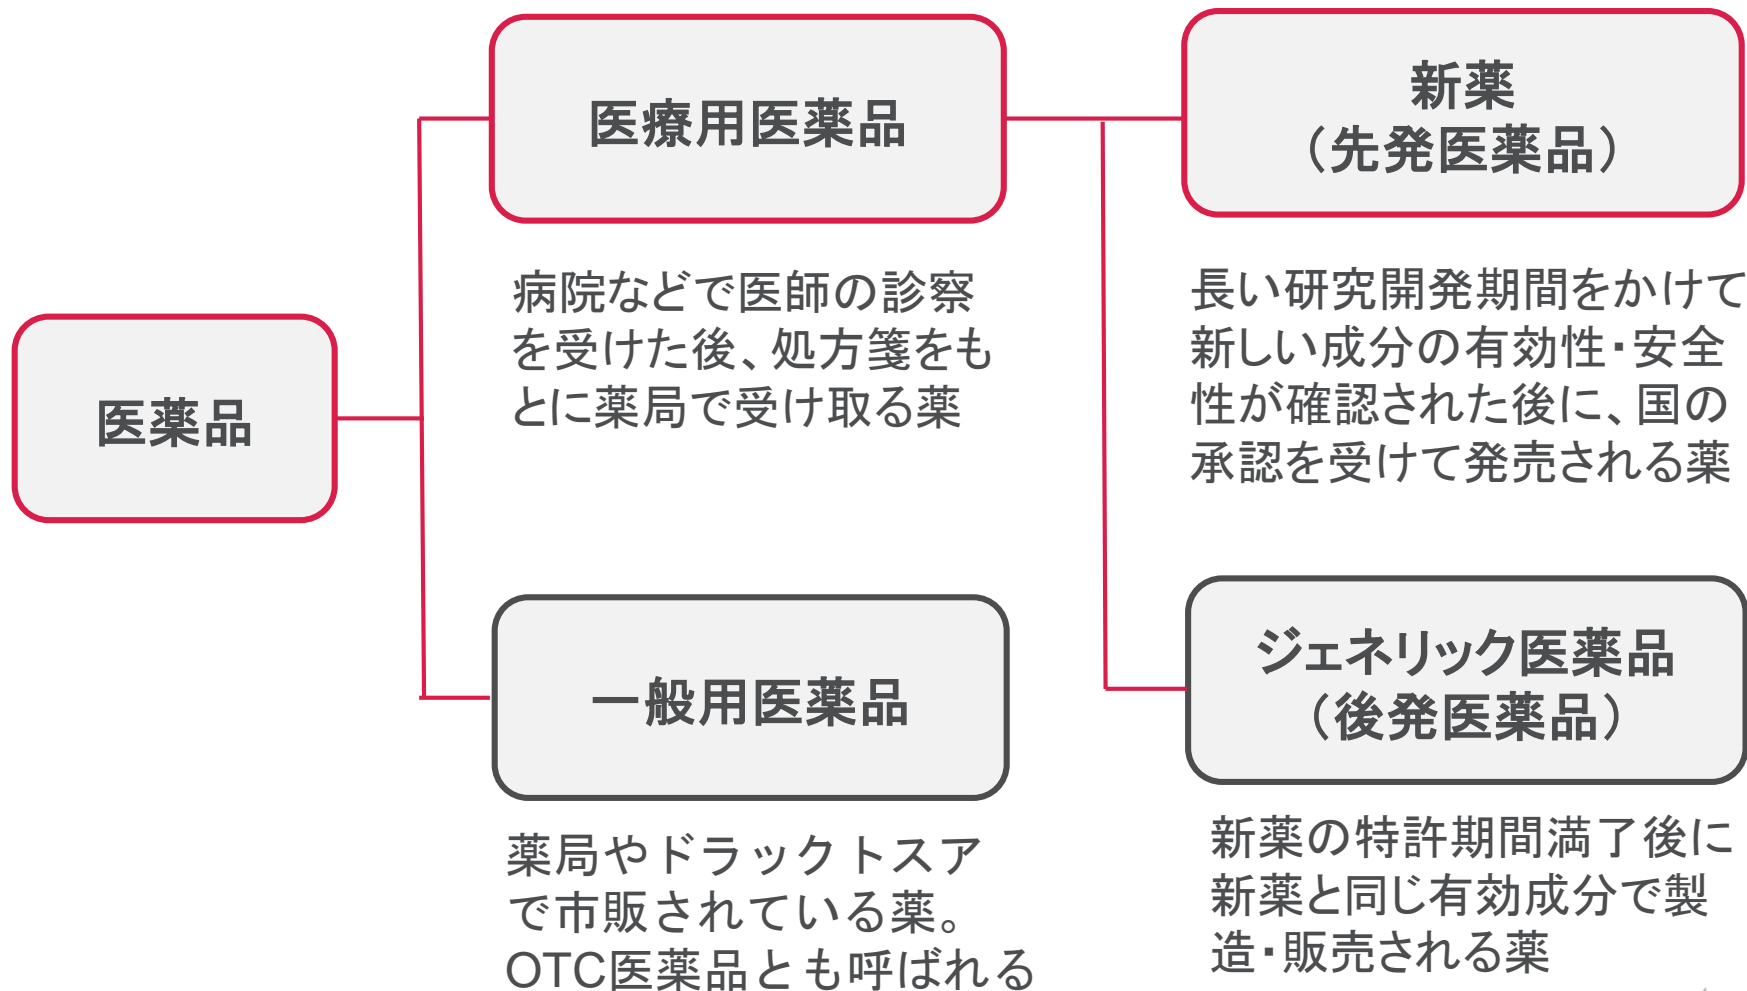 医薬品
医療用医薬品
病院などで医師の診察
を受けた後、処方箋をも
とに薬局で受け取る薬
一般用医薬品
薬局やドラックトスア
で市販されている薬。
OTC医薬品とも呼ばれる
新薬
（先発医薬品）
長い研究開発期間をかけて
新しい成分の有効性・安全
性が確認された後に、国の
承認を受けて発売される薬
ジェネリック医薬品
（後発医薬品）
新薬の特許期間満了後に
新薬と同じ有効成分で製
造・販売される薬